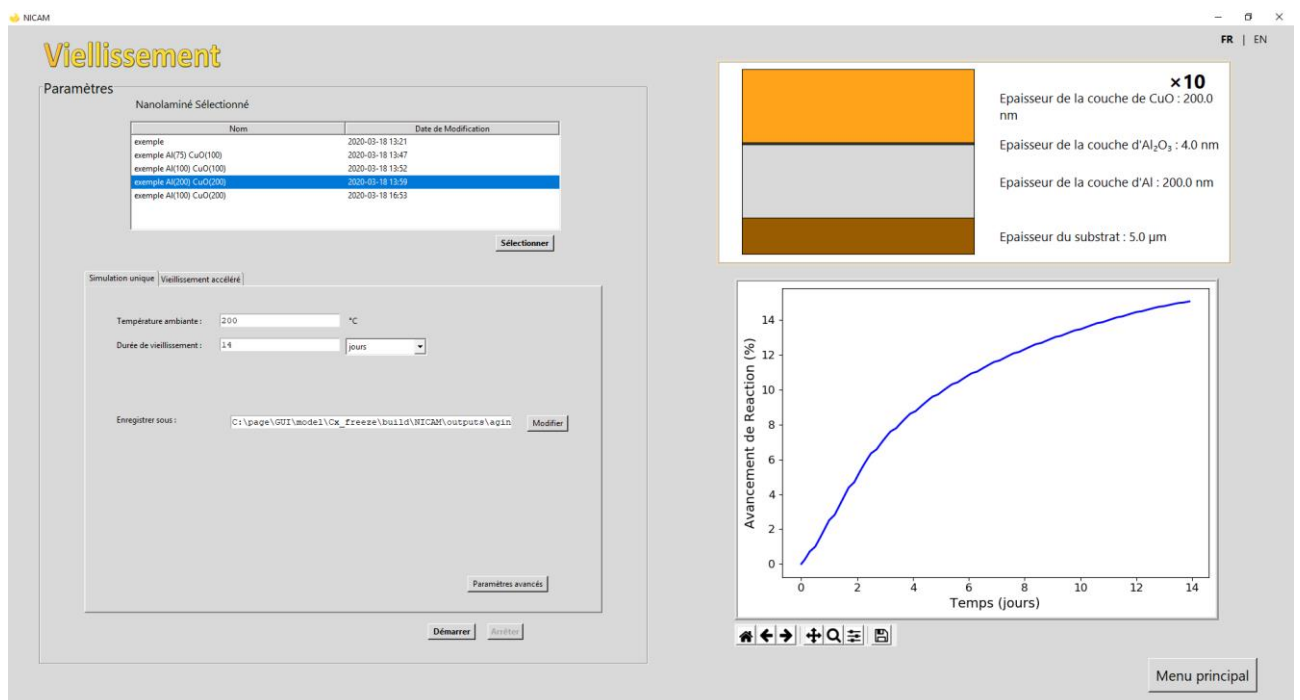 NICAM
FR | EN
Viellissement
Paramètres
Nanolaminé Sélectionné
Nom Date de Modification
exemple 2020-03-18 13:21
exemple Al(75) CuO(100) 2020-03-18 13:47
exemple Al(100) CuO(100) 2020-03-18 13:52
exemple Al(200) CuO(200) 2020-03-18 13:59
exemple Al(100) CuO(200) 2020-03-18 16:53
Sélectionner
Simulation unique Vieillissement accéléré
Température ambiante : 200 °C
Durée de vieillissement : 14 jours
Enregistrer sous : C:\page\GUI\model\Cx_freeze\build\NICAM\outputs\agin Modifier
Paramètres avancés
Démarrer Arrêter
×10
Epaisseur de la couche de CuO : 200.0
nm
Epaisseur de la couche d'Al₂O₃ : 4.0 nm
Epaisseur de la couche d'Al : 200.0 nm
Epaisseur du substrat : 5.0 µm
Avancement de Reaction (%)
14
12
10
8
6
4
2
0
0 2 4 6 8 10 12 14
Temps (jours)
Menu principal